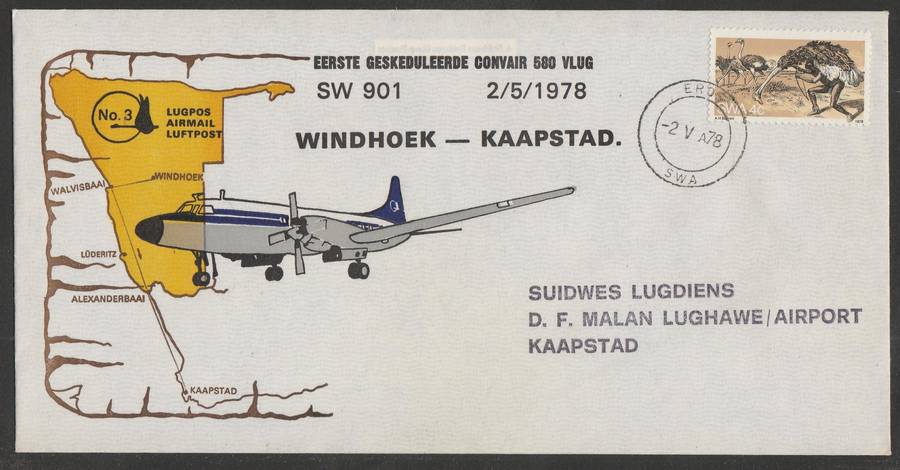 EERSTE GESKEDULEERDE CONVAIR 580 VLUG
SW 901 2/5/1978
WINDHOEK — KAAPSTAD.
No. 3
LUGPOS
AIRMAIL
LUFTPOST
WINDHOEK
WALVISBAAI
LÜDERITZ
ALEXANDERBAAI
KAAPSTAD
SWA 4c
1978
-2 V A78
SWA
SUIDWES LUGDIENS
D. F. MALAN LUGHAWE/AIRPORT
KAAPSTAD